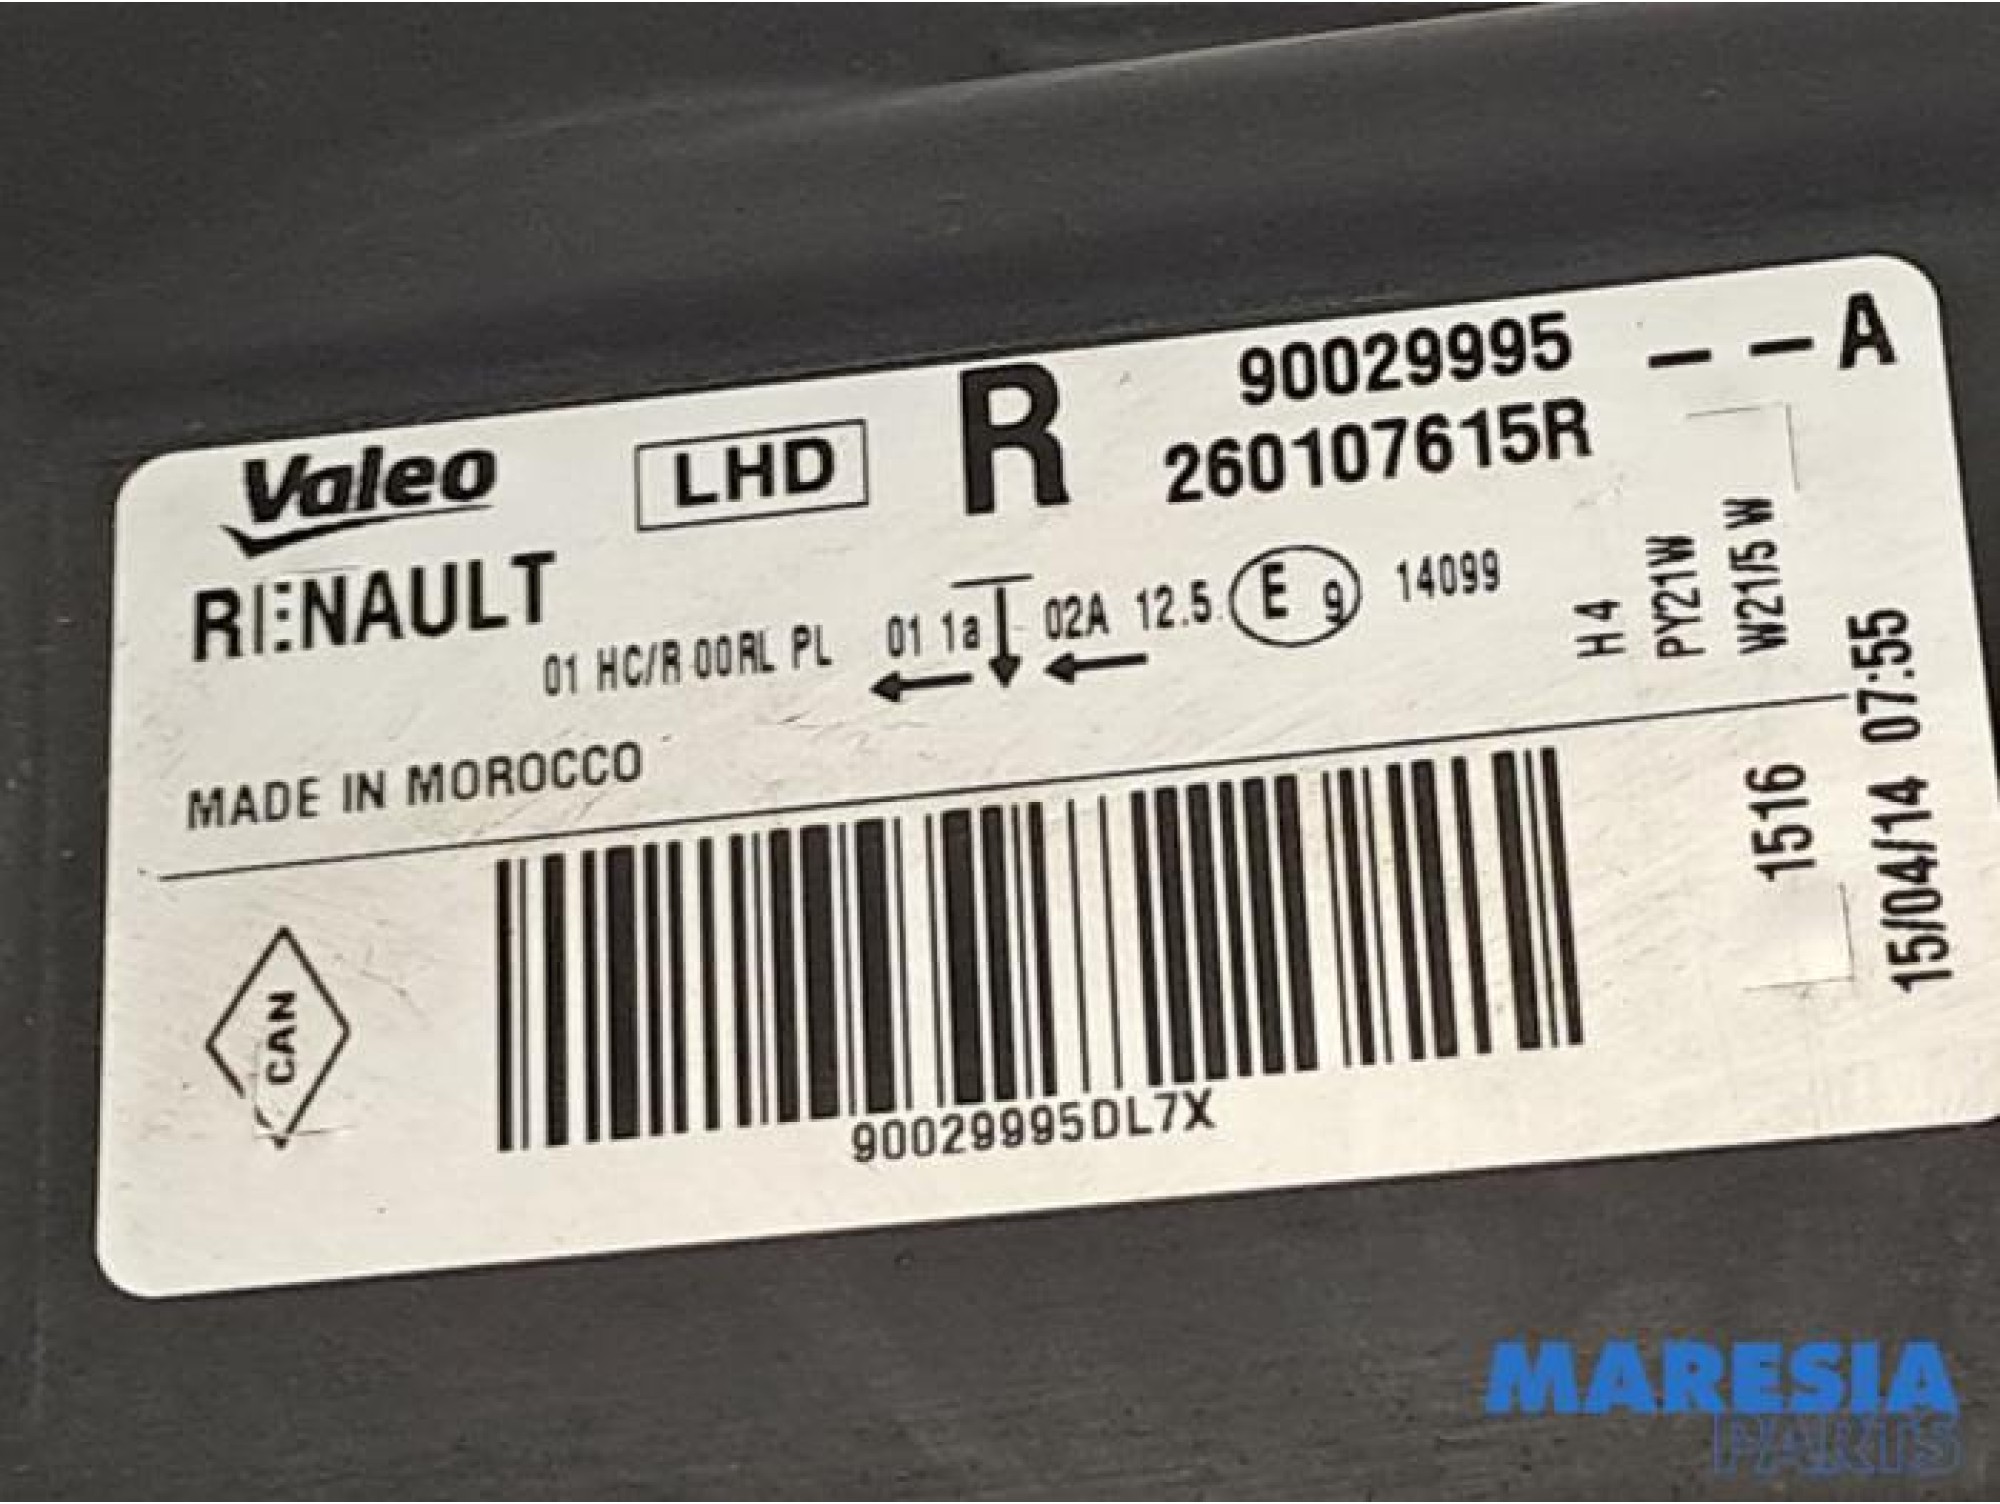 90029995 – – A
Valeo LHD R 260107615R
RENAULT
01 HC/R 00RL PL 01 1a 02A 12.5 E 9 14099
H4
PY21W
W21/5W
MADE IN MOROCCO
1516
15/04/14 07:55
CAN
90029995DL7X
MARESIA
PARTS